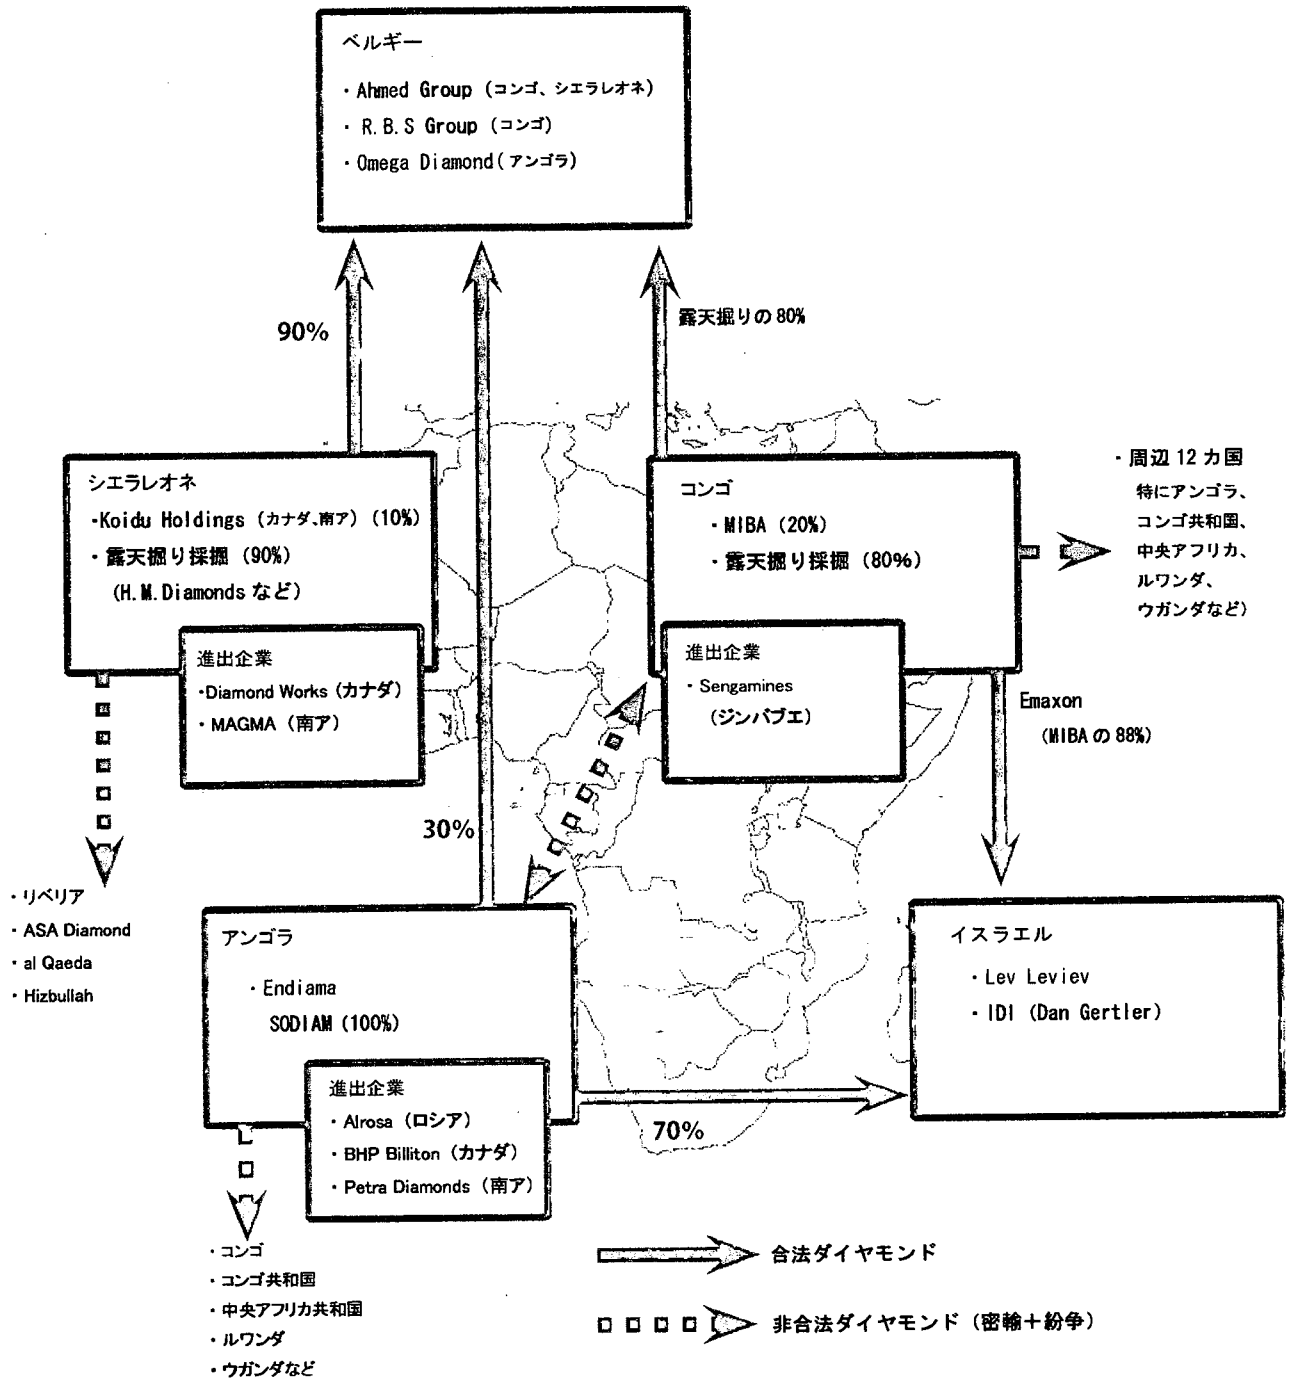 ベルギー
・Ahmed Group (コンゴ、シエラレオネ)
・R.B.S Group (コンゴ)
・Omega Diamond(アンゴラ)
90%
露天掘りの80%
シエラレオネ
・Koidu Holdings (カナダ、南ア) (10%)
・露天掘り採掘 (90%)
(H.M.Diamonds など)
進出企業
・Diamond Works (カナダ)
・MAGMA (南ア)
コンゴ
・MIBA (20%)
・露天掘り採掘 (80%)
進出企業
・Sengamines
(ジンバブエ)
・周辺12カ国
特にアンゴラ、
コンゴ共和国、
中央アフリカ、
ルワンダ、
ウガンダなど)
Emaxon
(MIBAの88%)
30%
・リベリア
・ASA Diamond
・al Qaeda
・Hizbullah
アンゴラ
・Endiama
SODIAM (100%)
進出企業
・Alrosa (ロシア)
・BHP Billiton (カナダ)
・Petra Diamonds (南ア)
イスラエル
・Lev Leviev
・IDI (Dan Gertler)
70%
・コンゴ
・コンゴ共和国
・中央アフリカ共和国
・ルワンダ
・ウガンダなど
合法ダイヤモンド
非合法ダイヤモンド (密輸+紛争)